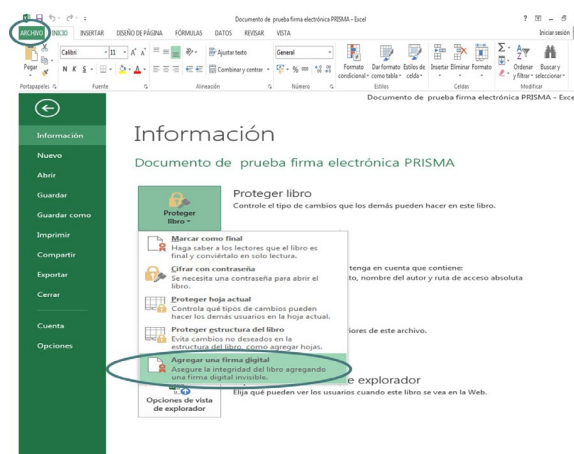 Documento de prueba firma electrónica PRISMA - Excel
Iniciar sesión
ARCHIVO INICIO INSERTAR DISEÑO DE PÁGINA FÓRMULAS DATOS REVISAR VISTA
Calibri 11 A A Ajustar texto General
Pegar N K S Combinar y centrar % 000
Formato condicional Dar formato como tabla Estilos de celda Insertar Eliminar Formato Ordenar y filtrar Buscar y seleccionar
Portapapeles Fuente Alineación Número Estilos Celdas Modificar
Documento de prueba firma electrónica PRISMA - Exce
Información
Nuevo
Abrir
Guardar
Guardar como
Imprimir
Compartir
Exportar
Cerrar
Cuenta
Opciones
Información
Documento de prueba firma electrónica PRISMA
Proteger libro
Proteger libro
Controle el tipo de cambios que los demás pueden hacer en este libro.
Marcar como final
Haga saber a los lectores que el libro es
final y conviértalo en solo lectura.
Cifrar con contraseña
Se necesita una contraseña para abrir el
libro.
Proteger hoja actual
Controla qué tipos de cambios pueden
hacer los demás usuarios en la hoja actual.
Proteger estructura del libro
Evita cambios no deseados en la
estructura del libro, como agregar hojas.
Agregar una firma digital
Asegure la integridad del libro agregando
una firma digital invisible.
tenga en cuenta que contiene:
to, nombre del autor y ruta de acceso absoluta
iores de este archivo.
e explorador
Elija qué pueden ver los usuarios cuando este libro se vea en la Web.
Opciones de vista
de explorador